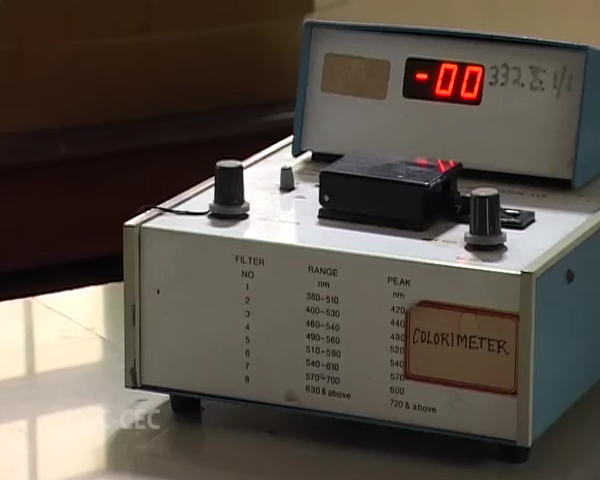 -00
332 Σ 1/1
FILTER NO RANGE nm PEAK nm
1 380-510 420
2 400-530 440
3 460-540 490
4 490-560 520
5 510-590 540
6 540-610 570
7 570-700 600
8 630 & above 720 & above
COLORIMETER
CEC